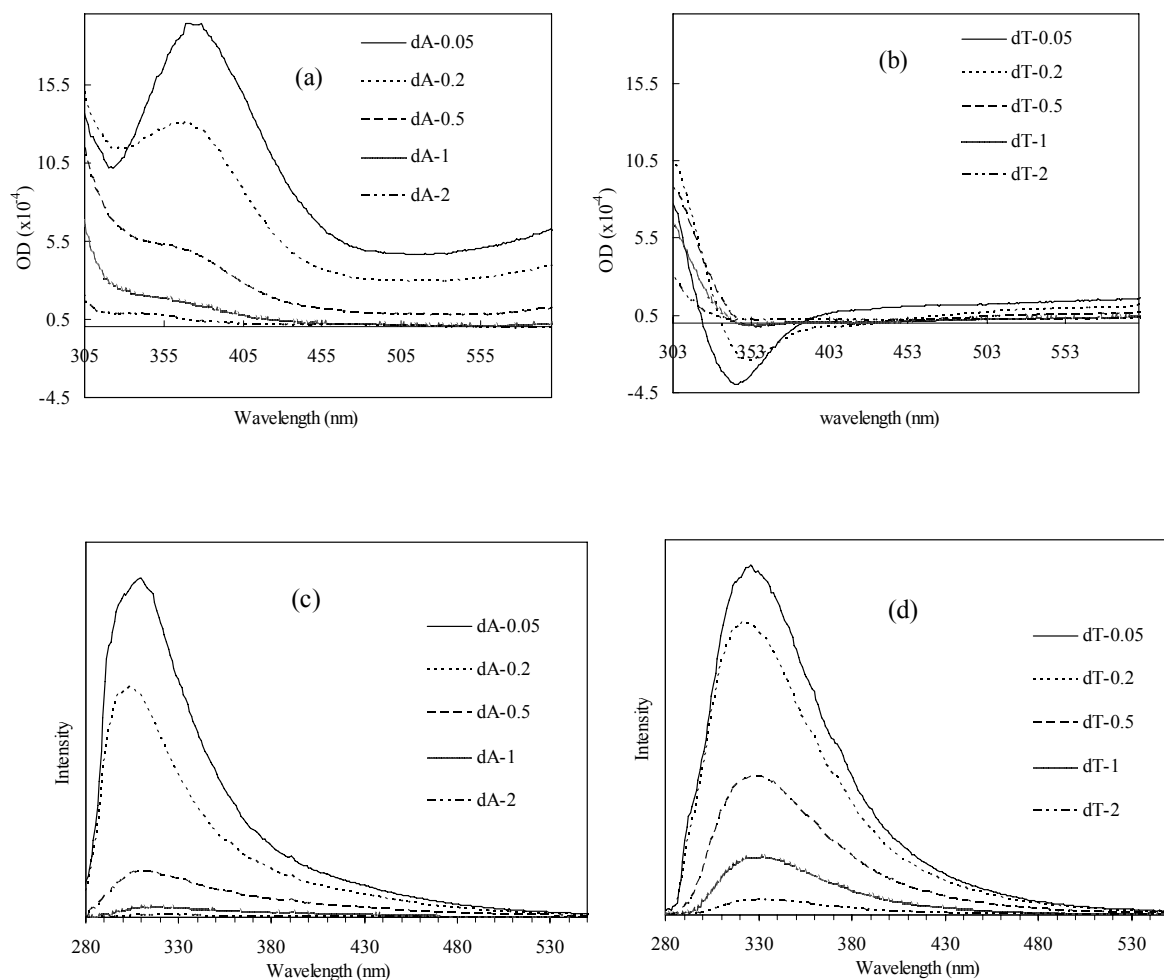 (a)
dA-0.05
dA-0.2
dA-0.5
dA-1
dA-2
15.5
10.5
5.5
0.5
-4.5
OD (x10-4)
305 355 405 455 505 555
Wavelength (nm)
(b)
dT-0.05
dT-0.2
dT-0.5
dT-1
dT-2
15.5
10.5
5.5
0.5
-4.5
OD (x10-4)
303 353 403 453 503 553
wavelength (nm)
(c)
dA-0.05
dA-0.2
dA-0.5
dA-1
dA-2
Intensity
280 330 380 430 480 530
Wavelength (nm)
(d)
dT-0.05
dT-0.2
dT-0.5
dT-1
dT-2
Intensity
280 330 380 430 480 530
Wavelength (nm)